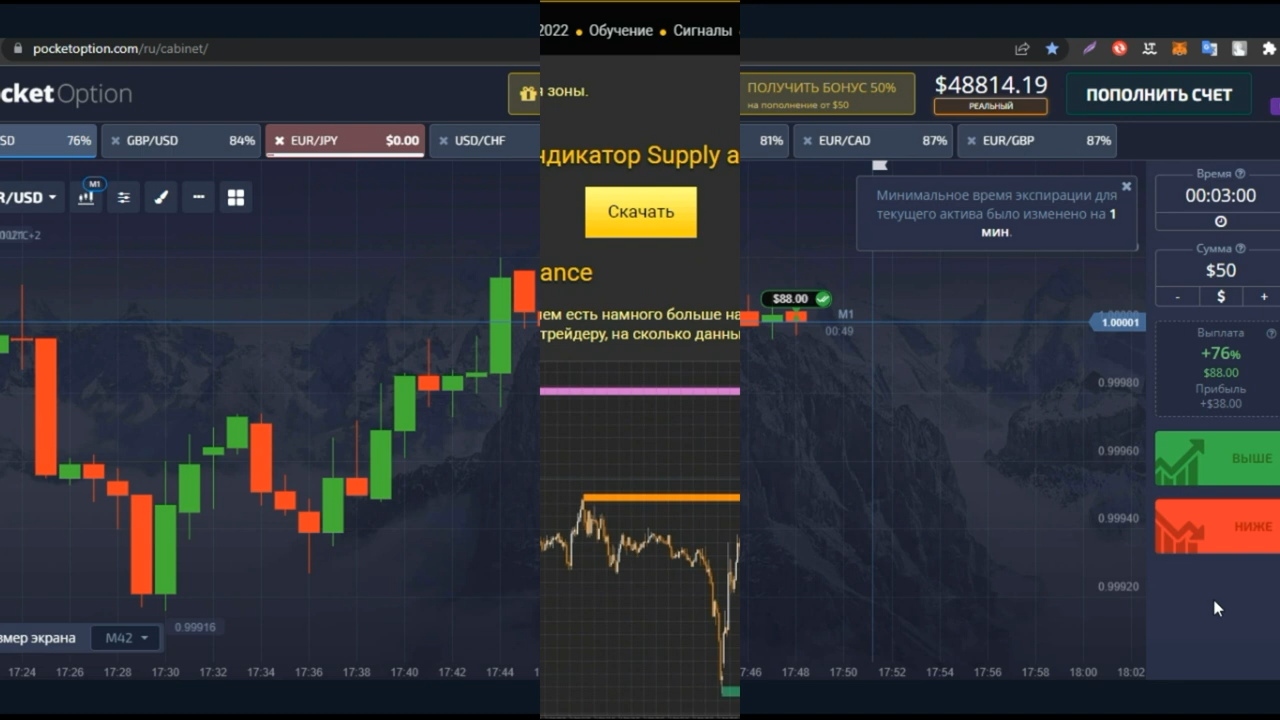 2022 • Обучение • Сигналы
pocketoption.com/ru/cabinet/
cket Option
зоны.
ПОЛУЧИТЬ БОНУС 50%
на пополнение от $50
$48814.19
РЕАЛЬНЫЙ
ПОПОЛНИТЬ СЧЕТ
SD 76%
GBP/USD 84%
EUR/JPY $0.00
USD/CHF
81%
EUR/CAD 87%
EUR/GBP 87%
ндикатор Supply a
R/USD
M1
Скачать
Минимальное время экспирации для
текущего актива было изменено на 1
мин.
Время
00:03:00
Сумма
$50
- $ +
ance
ем есть намного больше на
трейдеру, на сколько данны
$88.00
M1
00:49
1.00001
Выплата
+76%
$88.00
Прибыль
+$38.00
0.99980
0.99960
0.99940
0.99920
ВЫШЕ
НИЖЕ
0.99916
змер экрана
M42
17:24 17:26 17:28 17:30 17:32 17:34 17:36 17:38 17:40 17:42 17:44
7:46 17:48 17:50 17:52 17:54 17:56 17:58 18:00 18:02